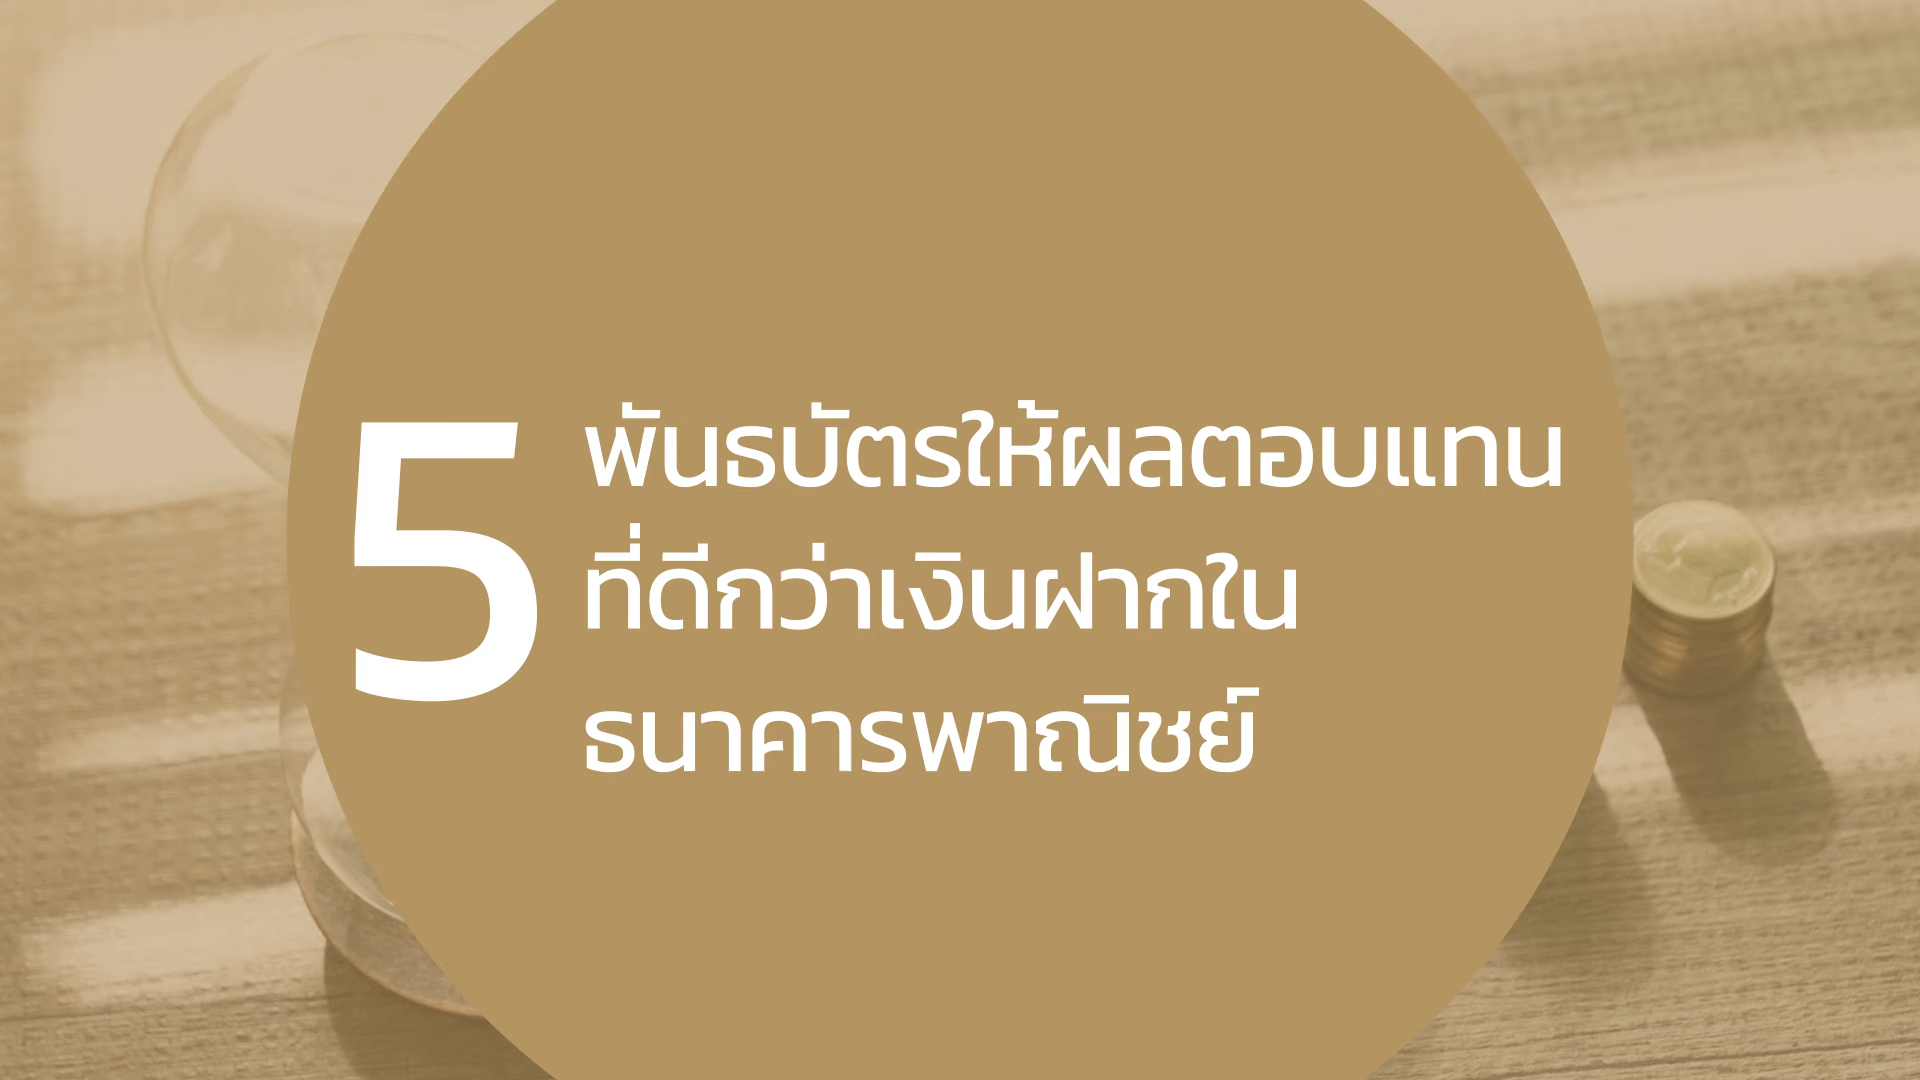 5
พันธบัตรให้ผลตอบแทน
ที่ดีกว่าเงินฝากใน
ธนาคารพาณิชย์